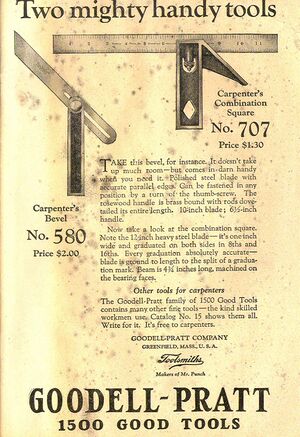 Two mighty handy tools
Carpenter's
Combination
Square
No. 707
Price $1.30
Carpenter's
Bevel
No. 580
Price $2.00
TAKE this bevel, for instance. It doesn't take
up much room—but comes in darn handy
when you need it. Polished steel blade with
accurate parallel edges. Can be fastened in any
position by a turn of the thumb-screw. The
rosewood handle is brass bound with rods dove-
tailed its entire length. 10-inch blade; 6½-inch
handle.
Now take a look at the combination square.
Note the 12-inch heavy steel blade—it's one inch
wide and graduated on both sides in 8ths and
16ths. Every graduation absolutely accurate—
blade is ground to length to the split of a gradua-
tion mark. Beam is 4¾ inches long, machined on
the bearing faces.
Other tools for carpenters
The Goodell-Pratt family of 1500 Good Tools
contains many other fine tools—the kind skilled
workmen use. Catalog No. 15 shows them all.
Write for it. It's free to carpenters.
GOODELL-PRATT COMPANY
GREENFIELD, MASS., U. S. A.
Toolsmiths
Makers of Mr. Punch
GOODELL-PRATT
1500 GOOD TOOLS